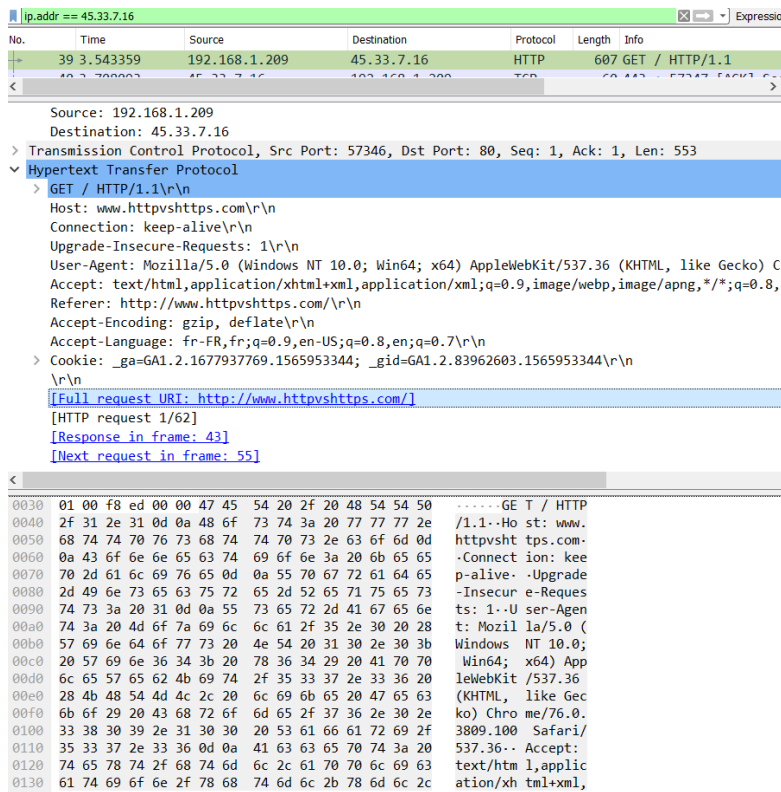 ip.addr == 45.33.7.16 Expressio
No. Time Source Destination Protocol Length Info
39 3.543359 192.168.1.209 45.33.7.16 HTTP 607 GET / HTTP/1.1
Source: 192.168.1.209
Destination: 45.33.7.16
Transmission Control Protocol, Src Port: 57346, Dst Port: 80, Seq: 1, Ack: 1, Len: 553
Hypertext Transfer Protocol
GET / HTTP/1.1\r\n
Host: www.httpvshttps.com\r\n
Connection: keep-alive\r\n
Upgrade-Insecure-Requests: 1\r\n
User-Agent: Mozilla/5.0 (Windows NT 10.0; Win64; x64) AppleWebKit/537.36 (KHTML, like Gecko) C
Accept: text/html,application/xhtml+xml,application/xml;q=0.9,image/webp,image/apng,*/*;q=0.8,
Referer: http://www.httpvshttps.com/\r\n
Accept-Encoding: gzip, deflate\r\n
Accept-Language: fr-FR,fr;q=0.9,en-US;q=0.8,en;q=0.7\r\n
Cookie: _ga=GA1.2.1677937769.1565953344; _gid=GA1.2.83962603.1565953344\r\n
\r\n
[Full request URI: http://www.httpvshttps.com/]
[HTTP request 1/62]
[Response in frame: 43]
[Next request in frame: 55]
0030 01 00 f8 ed 00 00 47 45 54 20 2f 20 48 54 54 50 ······GE T / HTTP
0040 2f 31 2e 31 0d 0a 48 6f 73 74 3a 20 77 77 77 2e /1.1··Ho st: www.
0050 68 74 74 70 76 73 68 74 74 70 73 2e 63 6f 6d 0d httpvsht tps.com·
0060 0a 43 6f 6e 6e 65 63 74 69 6f 6e 3a 20 6b 65 65 ·Connect ion: kee
0070 70 2d 61 6c 69 76 65 0d 0a 55 70 67 72 61 64 65 p-alive· ·Upgrade
0080 2d 49 6e 73 65 63 75 72 65 2d 52 65 71 75 65 73 -Insecur e-Reques
0090 74 73 3a 20 31 0d 0a 55 73 65 72 2d 41 67 65 6e ts: 1··U ser-Agen
00a0 74 3a 20 4d 6f 7a 69 6c 6c 61 2f 35 2e 30 20 28 t: Mozil la/5.0 (
00b0 57 69 6e 64 6f 77 73 20 4e 54 20 31 30 2e 30 3b Windows NT 10.0;
00c0 20 57 69 6e 36 34 3b 20 78 36 34 29 20 41 70 70 Win64; x64) App
00d0 6c 65 57 65 62 4b 69 74 2f 35 33 37 2e 33 36 20 leWebKit /537.36
00e0 28 4b 48 54 4d 4c 2c 20 6c 69 6b 65 20 47 65 63 (KHTML, like Gec
00f0 6b 6f 29 20 43 68 72 6f 6d 65 2f 37 36 2e 30 2e ko) Chro me/76.0.
0100 33 38 30 39 2e 31 30 30 20 53 61 66 61 72 69 2f 3809.100 Safari/
0110 35 33 37 2e 33 36 0d 0a 41 63 63 65 70 74 3a 20 537.36·· Accept:
0120 74 65 78 74 2f 68 74 6d 6c 2c 61 70 70 6c 69 63 text/htm l,applic
0130 61 74 69 6f 6e 2f 78 68 74 6d 6c 2b 78 6d 6c 2c ation/xh tml+xml,